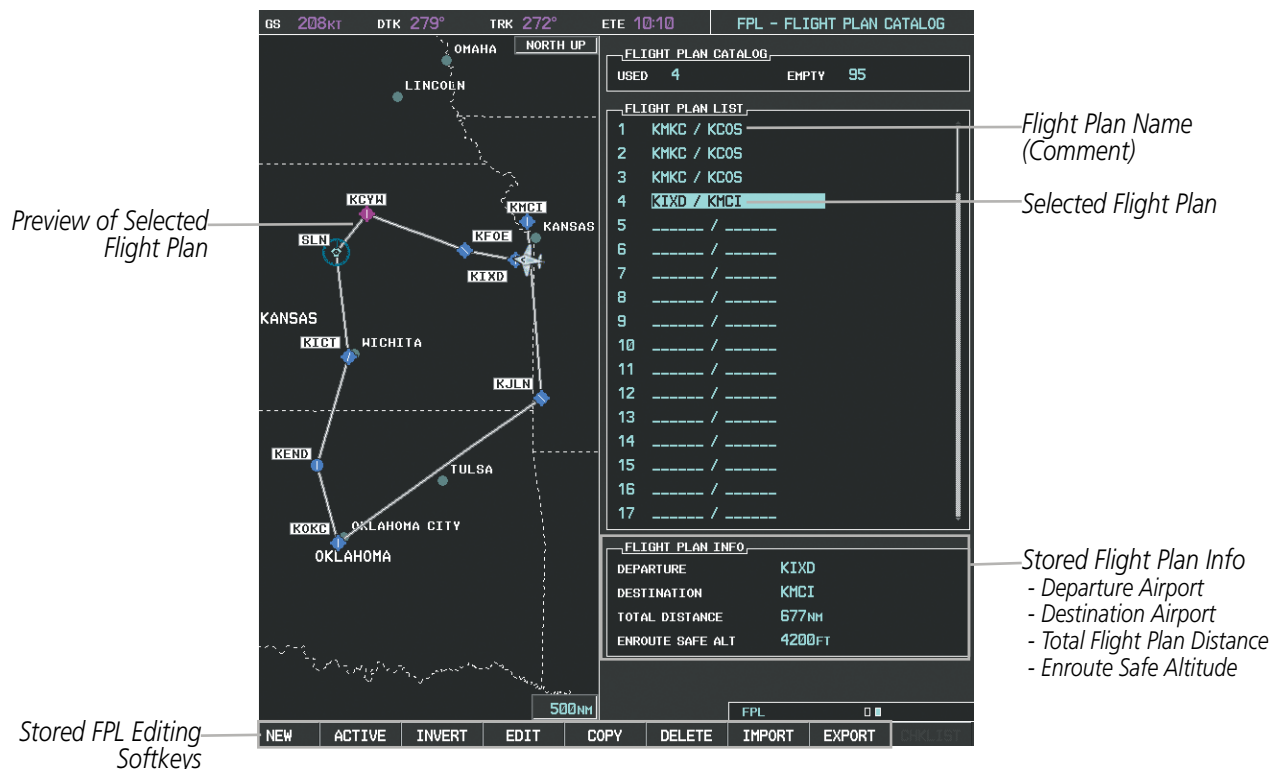 GS 208KT DTK 279° TRK 272° ETE 10:10 FPL - FLIGHT PLAN CATALOG
NORTH UP
OMAHA
LINCOLN
KCYW
KMCI
KANSAS
SLN
KFOE
KIXD
KANSAS
KICT
WICHITA
KJLN
KEND
TULSA
KOKC
OKLAHOMA CITY
OKLAHOMA
500NM
FLIGHT PLAN CATALOG
USED 4 EMPTY 95
FLIGHT PLAN LIST
1 KMKC / KCOS
2 KMKC / KCOS
3 KMKC / KCOS
4 KIXD / KMCI
5 ______ / ______
6 ______ / ______
7 ______ / ______
8 ______ / ______
9 ______ / ______
10 ______ / ______
11 ______ / ______
12 ______ / ______
13 ______ / ______
14 ______ / ______
15 ______ / ______
16 ______ / ______
17 ______ / ______
FLIGHT PLAN INFO
DEPARTURE KIXD
DESTINATION KMCI
TOTAL DISTANCE 677NM
ENROUTE SAFE ALT 4200FT
FPL
NEW ACTIVE INVERT EDIT COPY DELETE IMPORT EXPORT CHKLIST
Preview of Selected
Flight Plan
Stored FPL Editing
Softkeys
Flight Plan Name
(Comment)
Selected Flight Plan
Stored Flight Plan Info
- Departure Airport
- Destination Airport
- Total Flight Plan Distance
- Enroute Safe Altitude